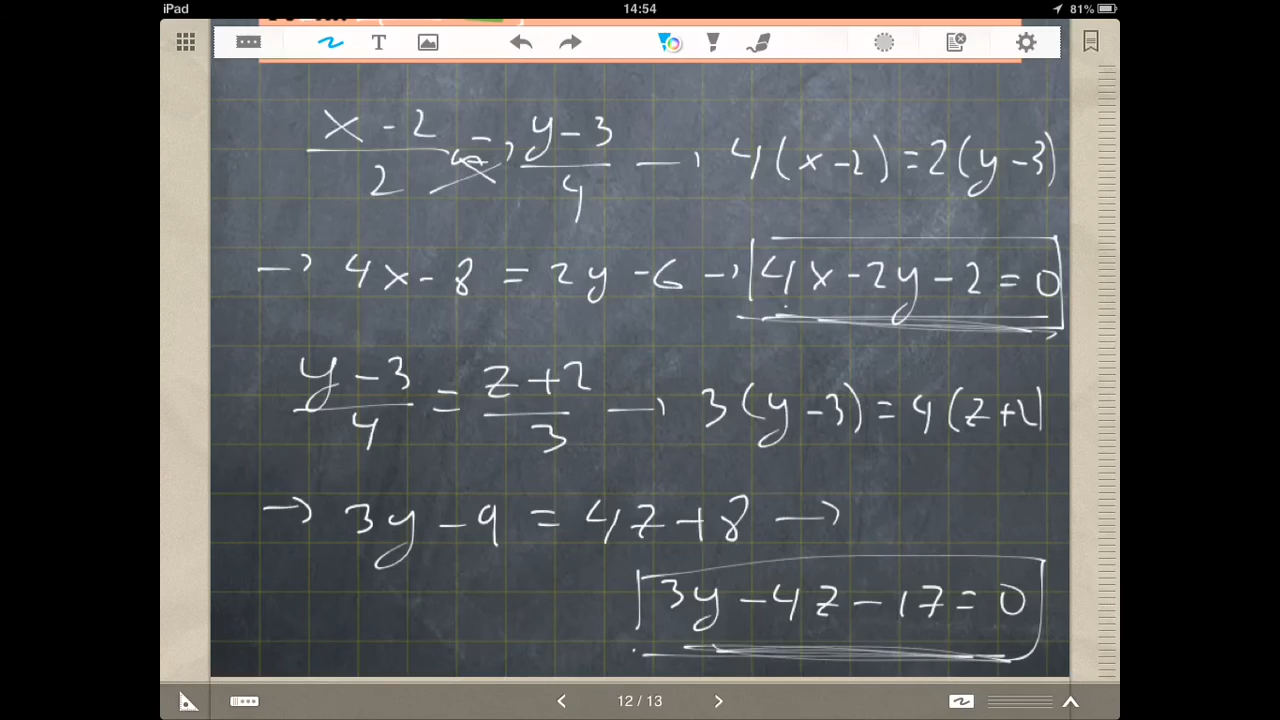 iPad 14:54 81%
T
x - 2 / 2 = y - 3 / 4 → 4(x - 2) = 2(y - 3)
→ 4x - 8 = 2y - 6 → 4x - 2y - 2 = 0
y - 3 / 4 = z + 2 / 3 → 3(y - 3) = 4(z + 2)
→ 3y - 9 = 4z + 8 →
3y - 4z - 17 = 0
12 / 13